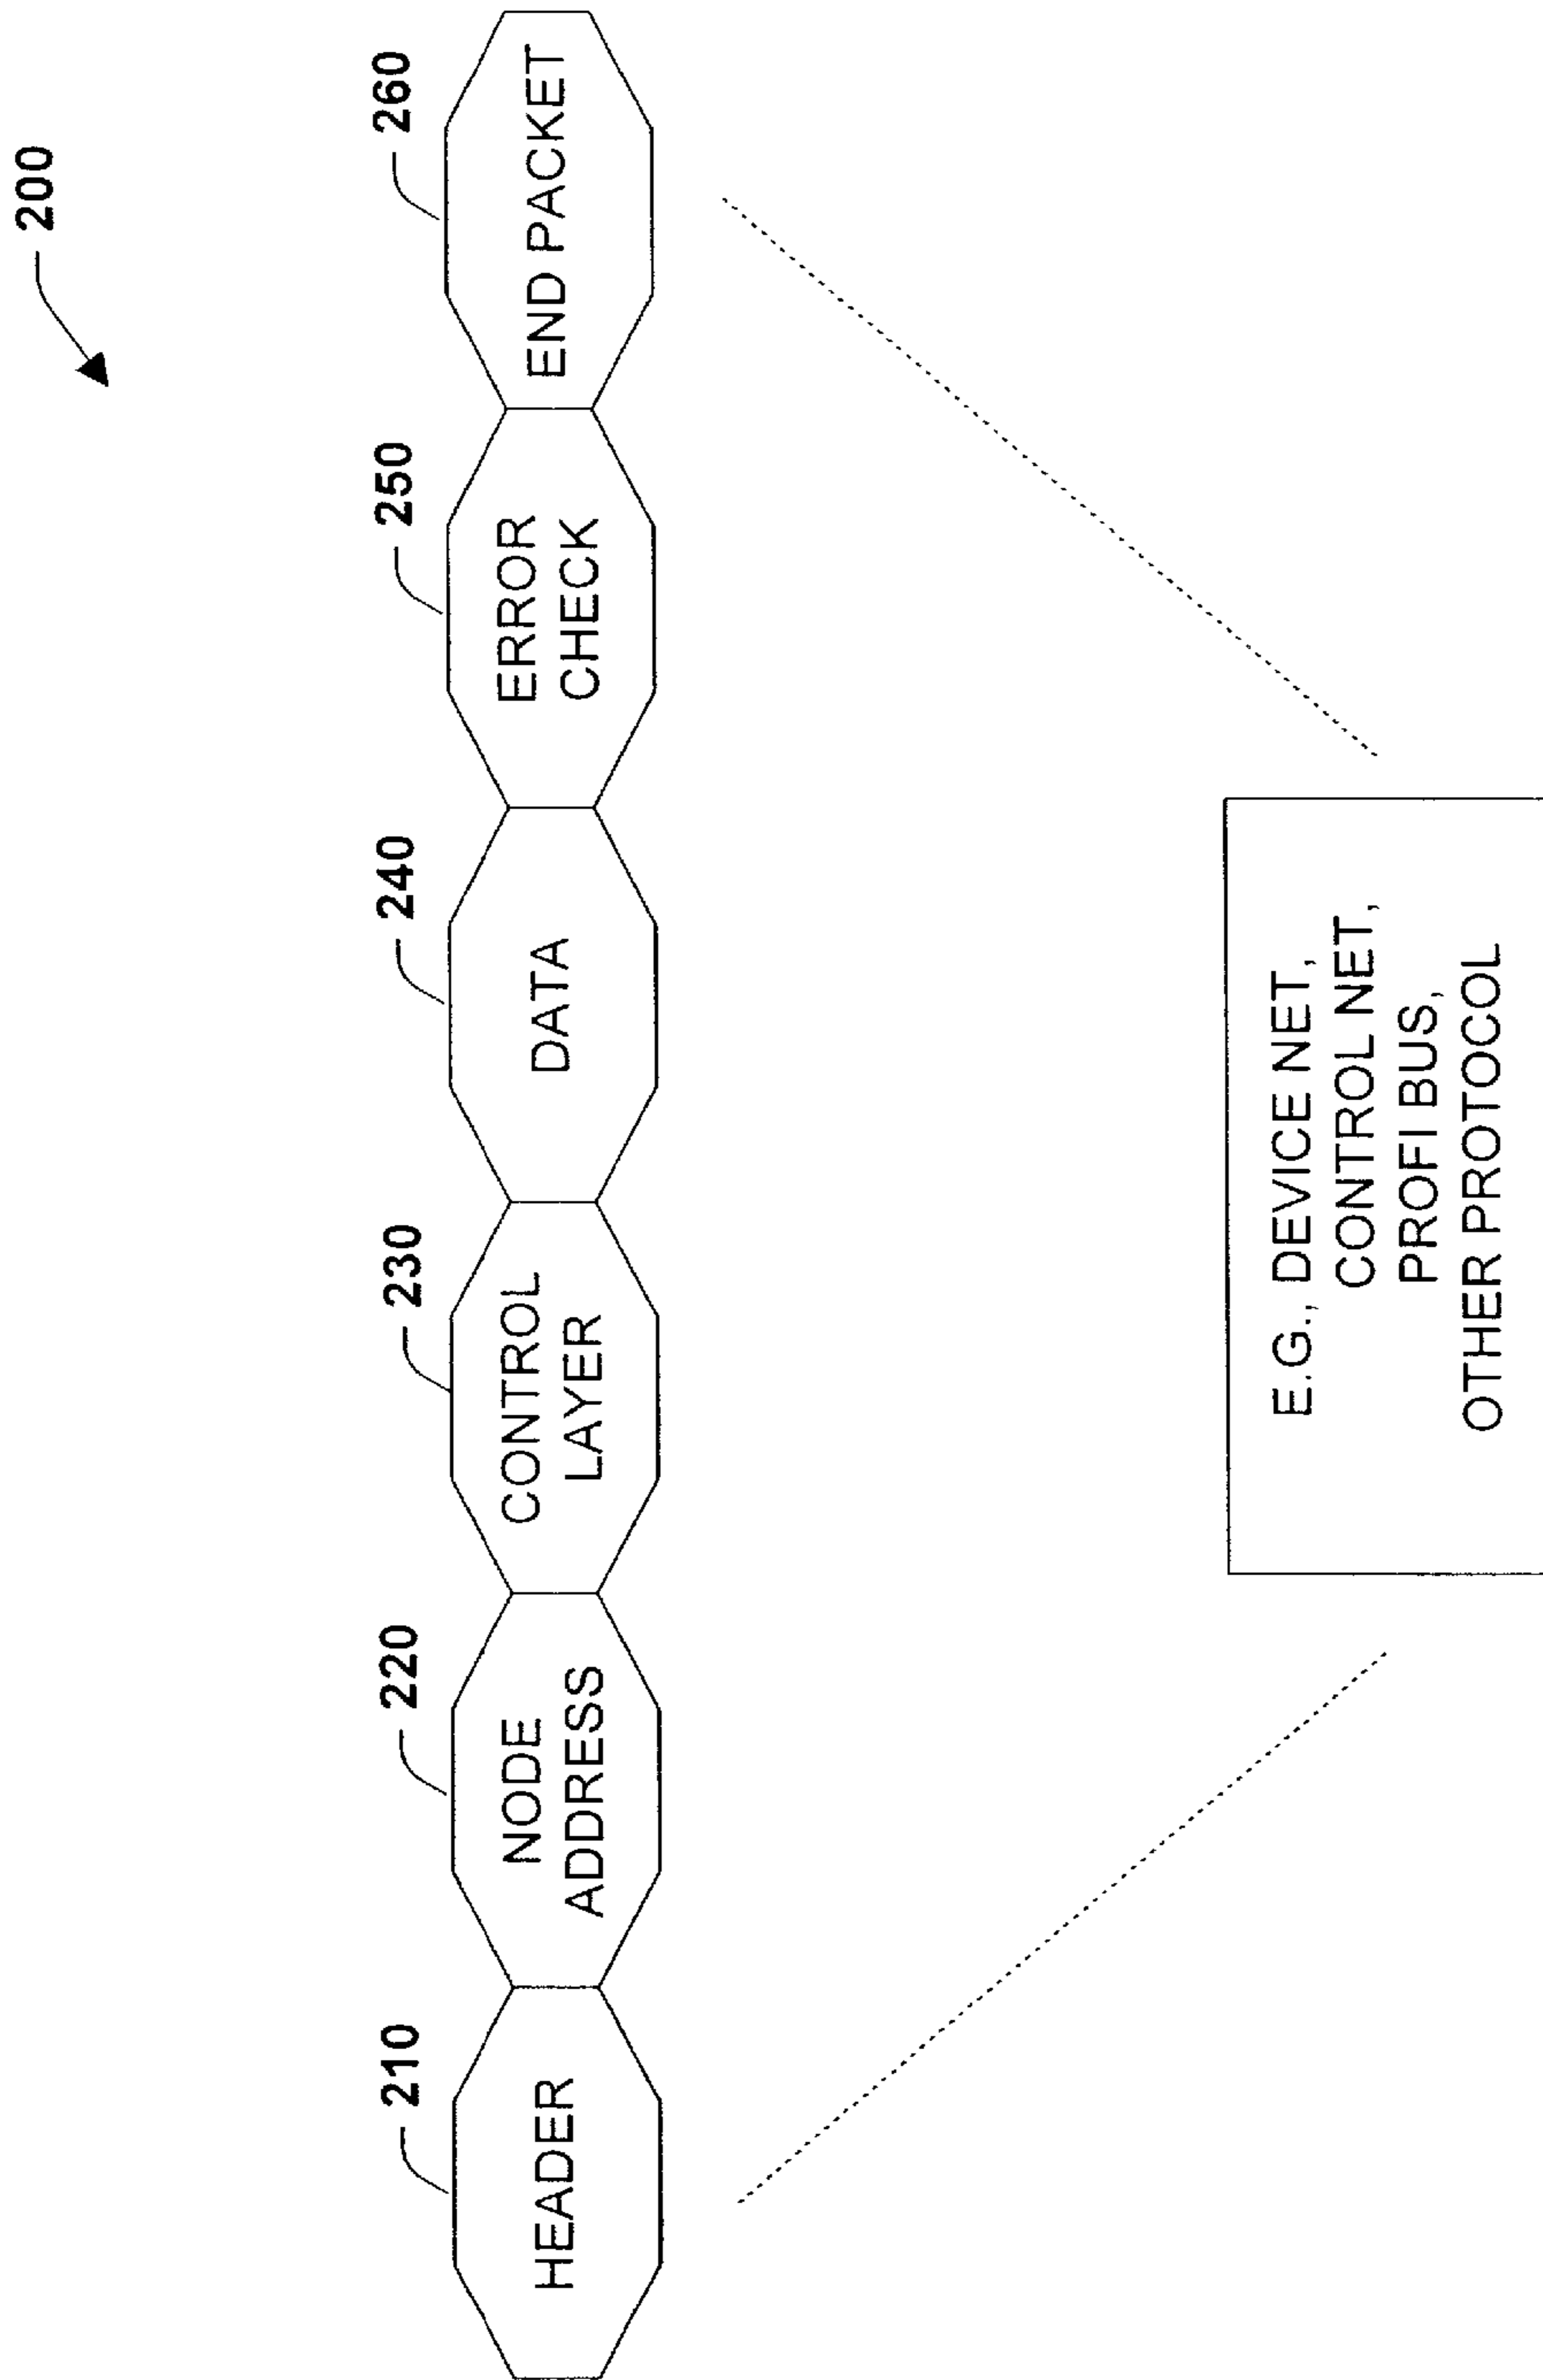 200
210
220
230
240
250
260
HEADER
NODE
ADDRESS
CONTROL
LAYER
DATA
ERROR
CHECK
END PACKET
E.G., DEVICE NET,
CONTROL NET,
PROFI BUS,
OTHER PROTOCOL